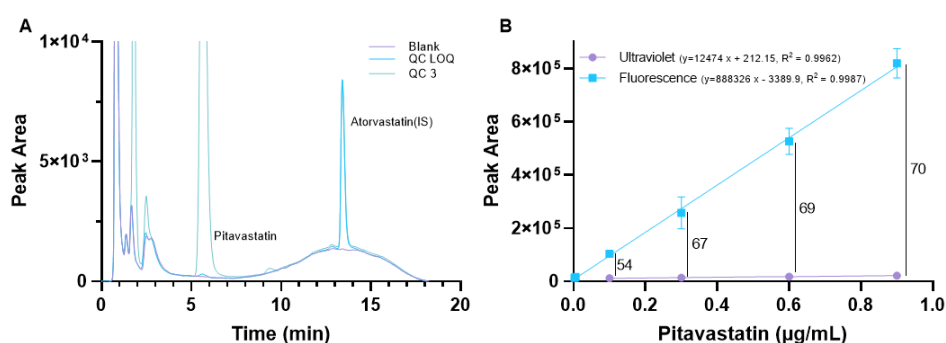 A
Blank
QC LOQ
QC 3
Atorvastatin(IS)
Pitavastatin
Peak Area
1×10⁴
5×10³
0
0
5
10
15
20
Time (min)
B
Ultraviolet (y=12474 x + 212.15, R² = 0.9962)
Fluorescence (y=888326 x - 3389.9, R² = 0.9987)
Peak Area
8×10⁵
6×10⁵
4×10⁵
2×10⁵
0
54
67
69
70
0.0
0.2
0.4
0.6
0.8
1.0
Pitavastatin (µg/mL)